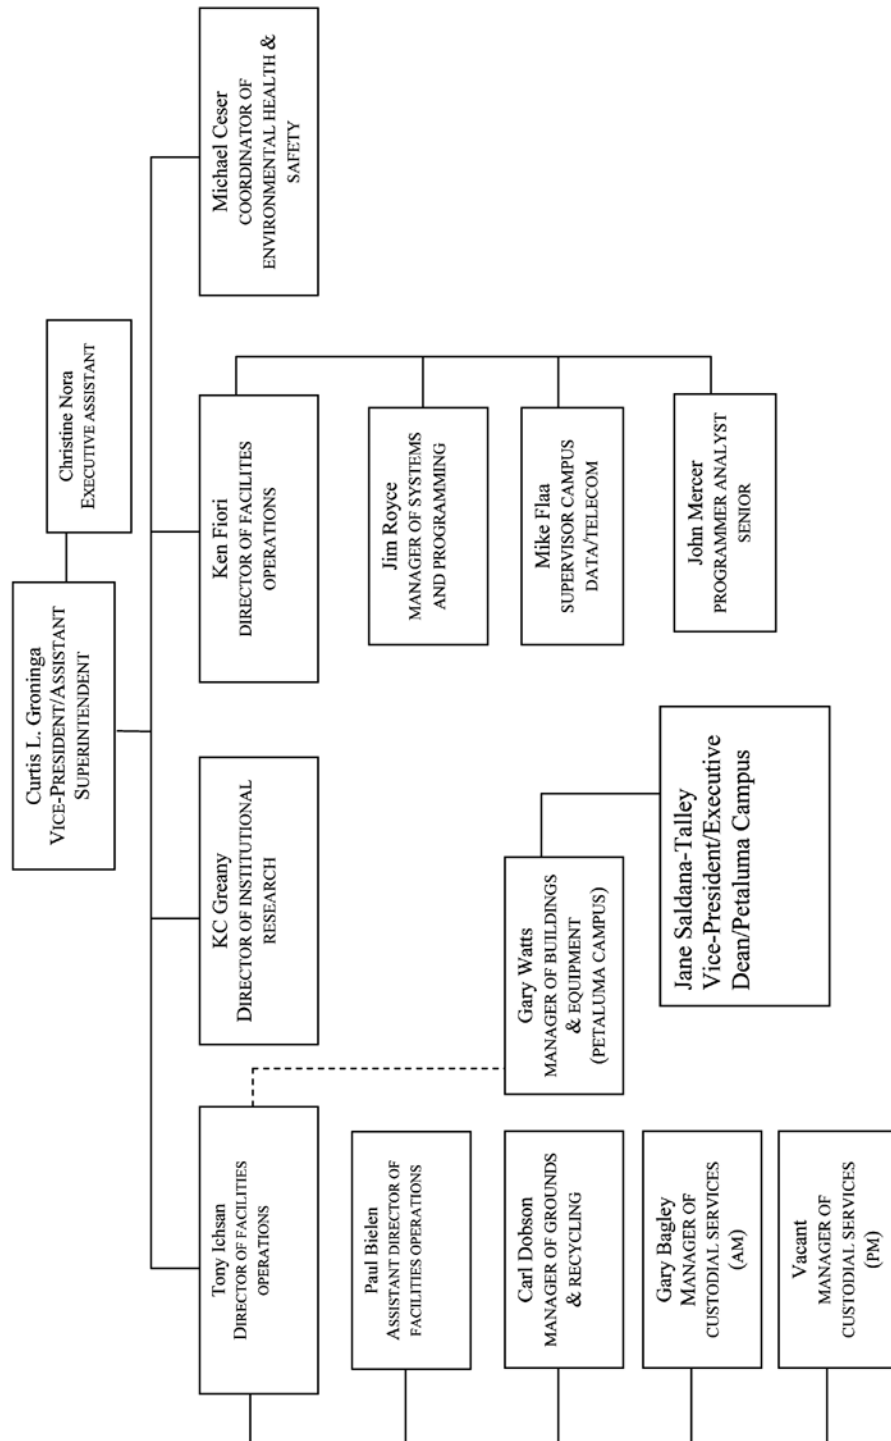 Curtis L. Groninga
VICE-PRESIDENT/ASSISTANT
SUPERINTENDENT
Christine Nora
EXECUTIVE ASSISTANT
Tony Ichsan
DIRECTOR OF FACILITIES
OPERATIONS
KC Greany
DIRECTOR OF INSTITUTIONAL
RESEARCH
Ken Fiori
DIRECTOR OF FACILITES
OPERATIONS
Michael Ceser
COORDINATOR OF
ENVIRONMENTAL HEALTH &
SAFETY
Paul Bielen
ASSISTANT DIRECTOR OF
FACILITIES OPERATIONS
Jim Royce
MANAGER OF SYSTEMS
AND PROGRAMMING
Carl Dobson
MANAGER OF GROUNDS
& RECYCLING
Gary Watts
MANAGER OF BUILDINGS
& EQUIPMENT
(PETALUMA CAMPUS)
Mike Flaa
SUPERVISOR CAMPUS
DATA/TELECOM
Gary Bagley
MANAGER OF
CUSTODIAL SERVICES
(AM)
Jane Saldana-Talley
Vice-President/Executive
Dean/Petaluma Campus
John Mercer
PROGRAMMER ANALYST
SENIOR
Vacant
MANAGER OF
CUSTODIAL SERVICES
(PM)